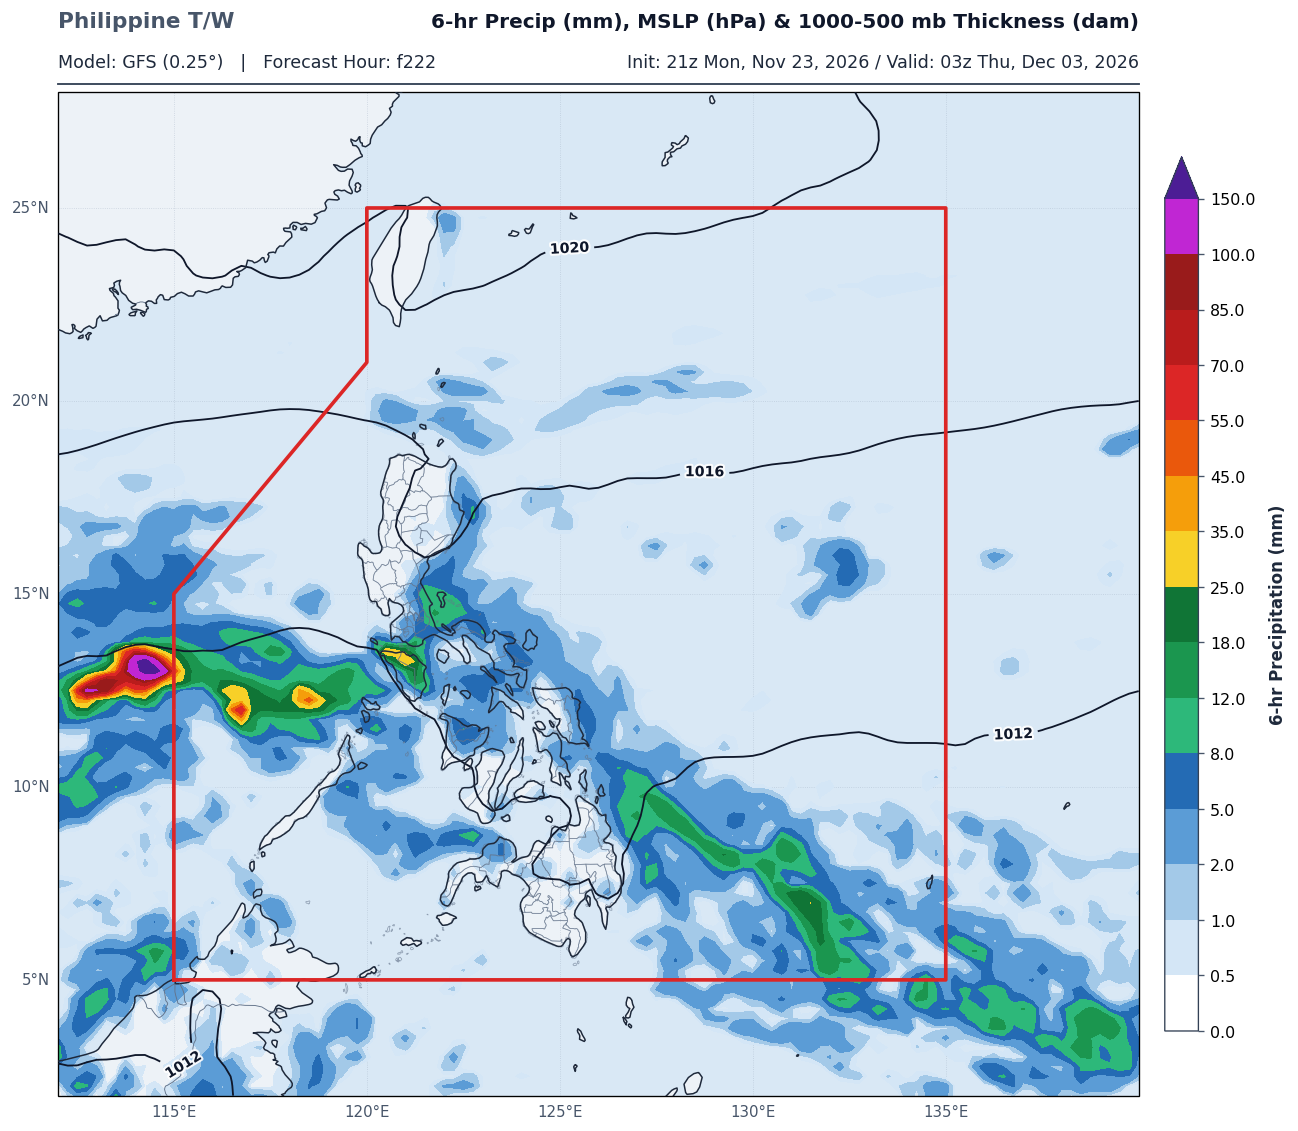 Philippine T/W
6-hr Precip (mm), MSLP (hPa) & 1000-500 mb Thickness (dam)
Model: GFS (0.25°) | Forecast Hour: f222
Init: 21z Mon, Nov 23, 2026 / Valid: 03z Thu, Dec 03, 2026
25°N
20°N
15°N
10°N
5°N
1020
1016
1012
1012
115°E
120°E
125°E
130°E
135°E
150.0
100.0
85.0
70.0
55.0
45.0
35.0
25.0
18.0
12.0
8.0
5.0
2.0
1.0
0.5
0.0
6-hr Precipitation (mm)